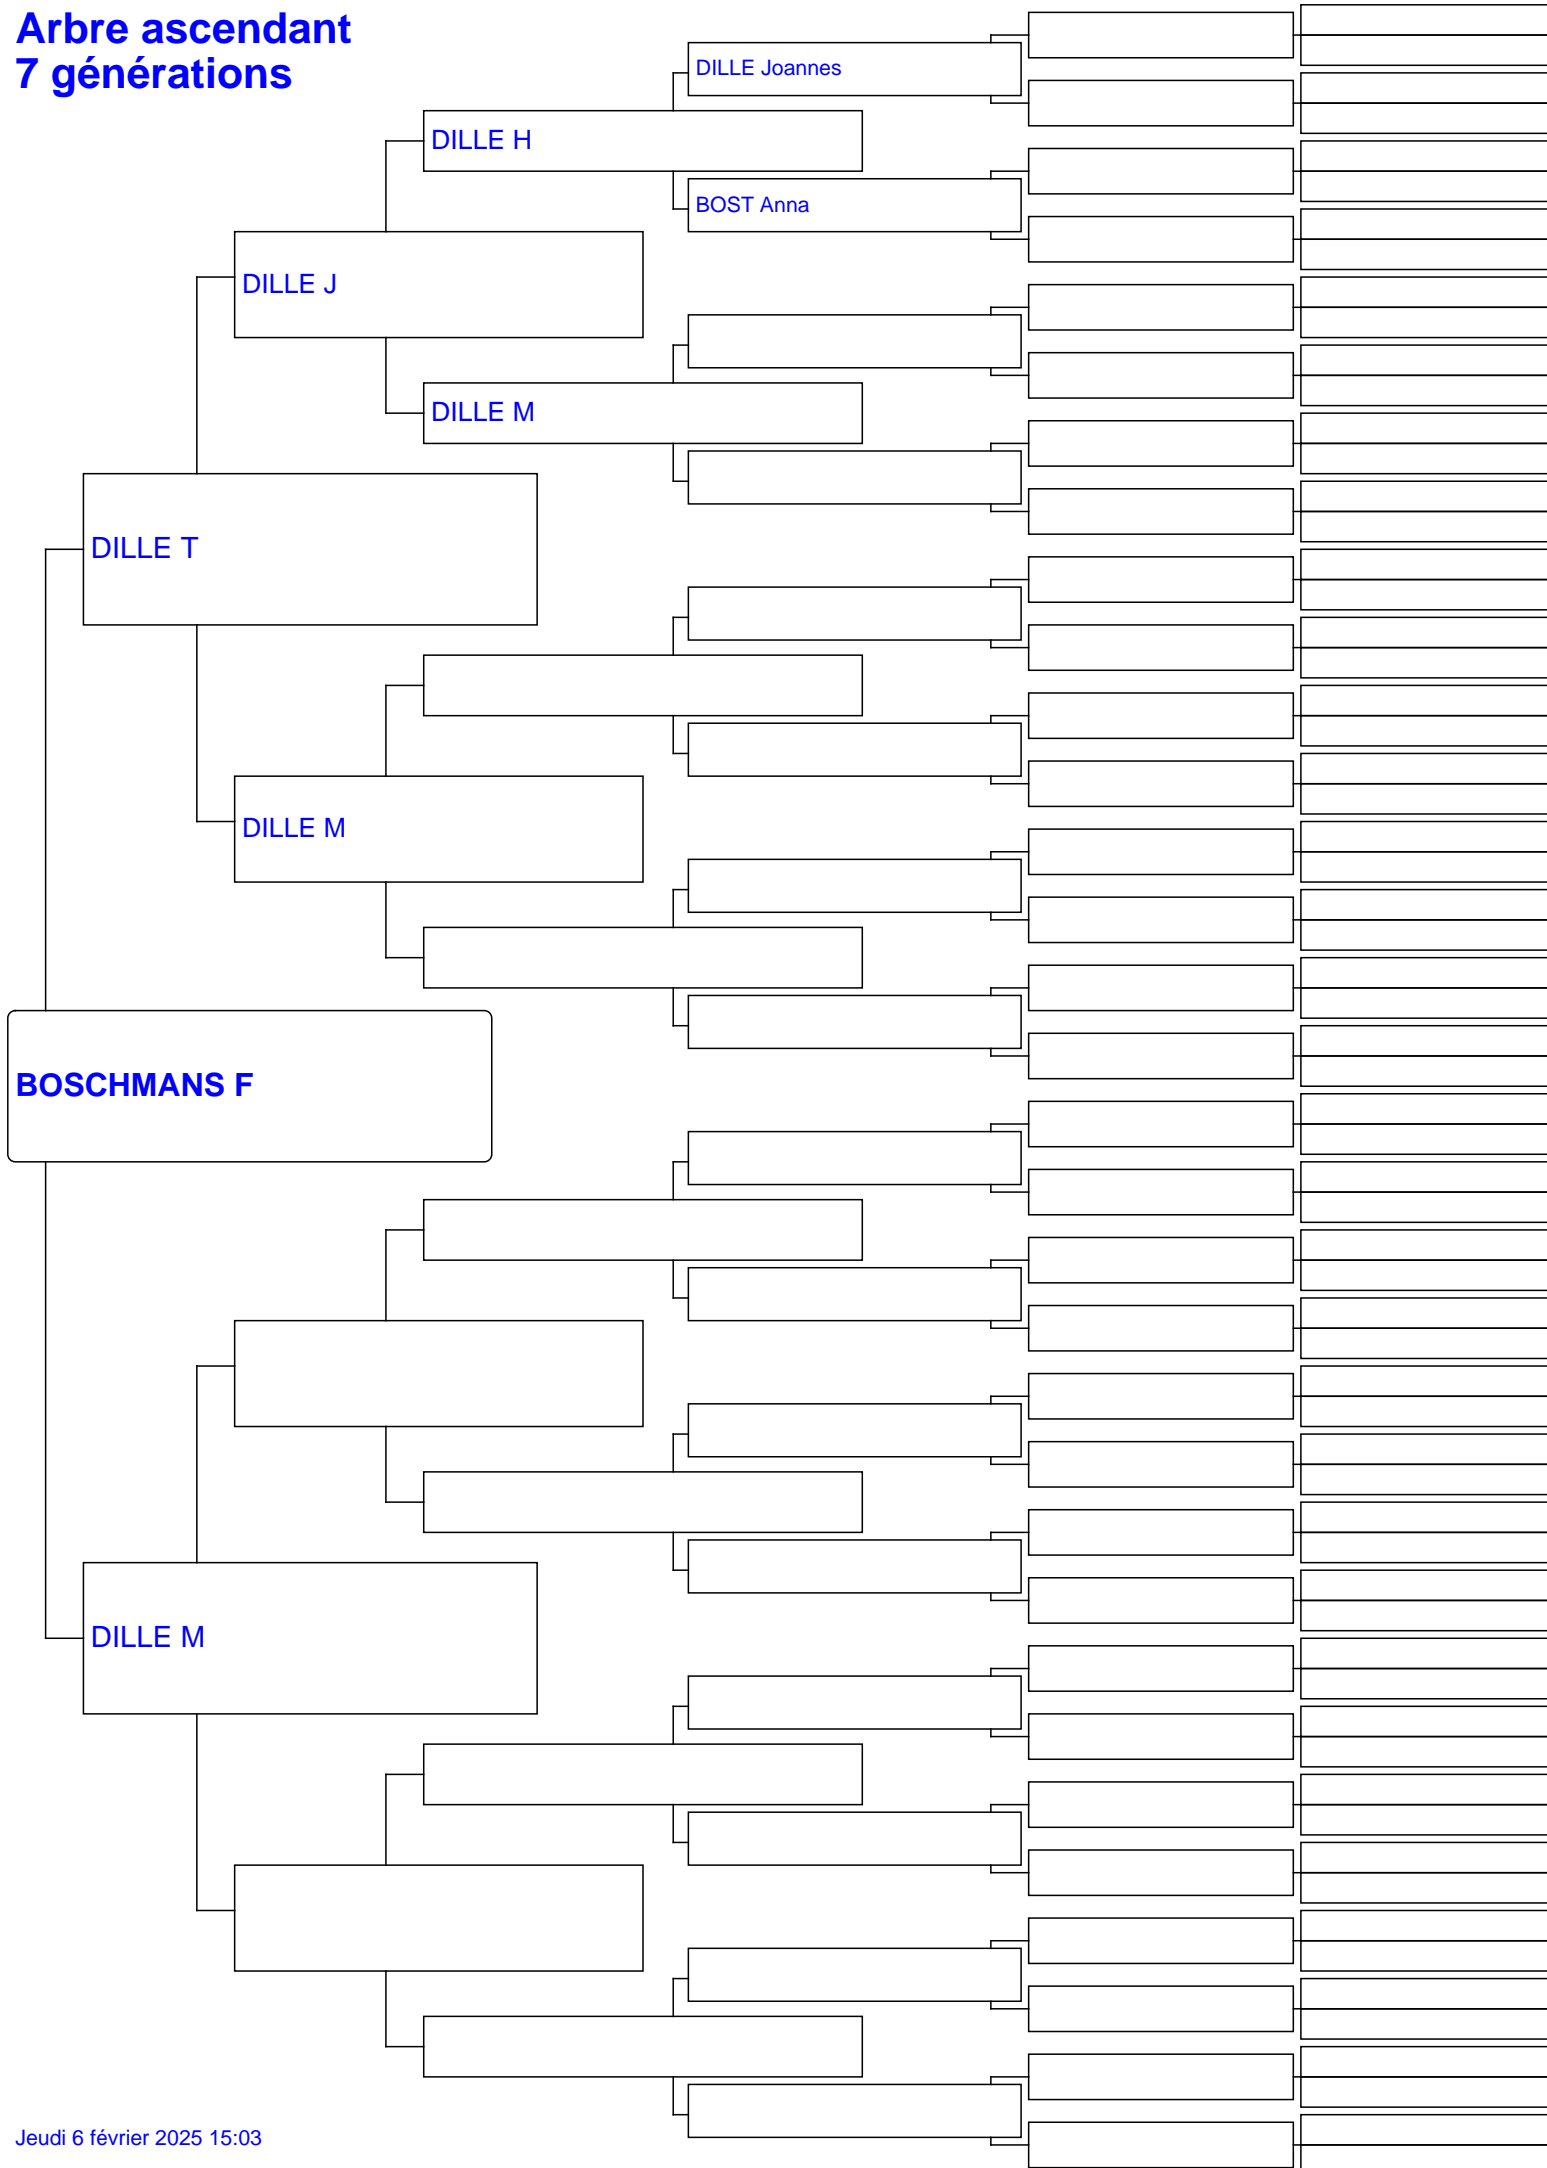 Arbre ascendant
7 générations
DILLE Joannes
DILLE H
BOST Anna
DILLE J
DILLE M
DILLE T
DILLE M
BOSCHMANS F
DILLE M
Jeudi 6 février 2025 15:03